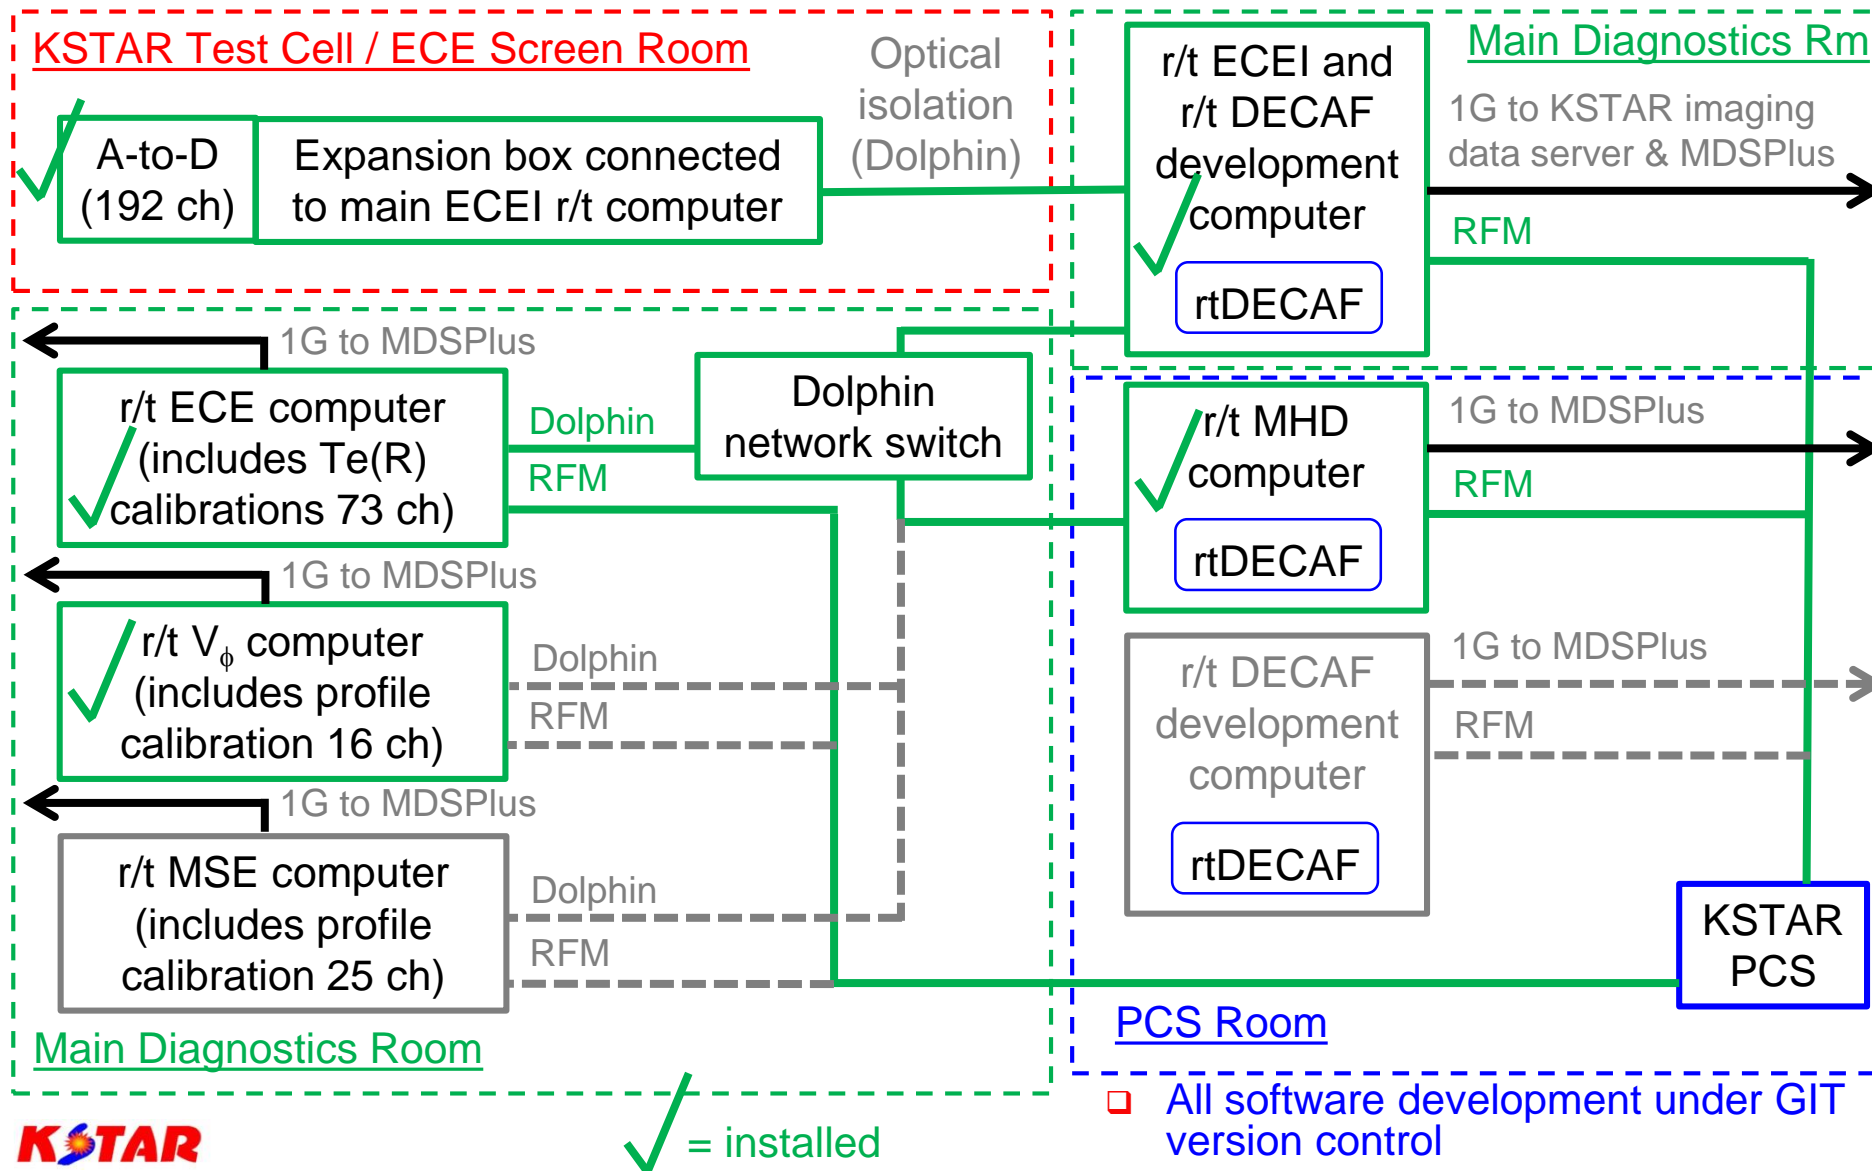 KSTAR Test Cell / ECE Screen Room
A-to-D
(192 ch)
Expansion box connected
to main ECEI r/t computer
Optical
isolation
(Dolphin)
Main Diagnostics Rm
r/t ECEI and
r/t DECAF
development
computer
rtDECAF
1G to KSTAR imaging
data server & MDSPlus
RFM
1G to MDSPlus
r/t ECE computer
(includes Te(R)
calibrations 73 ch)
Dolphin
RFM
Dolphin
network switch
1G to MDSPlus
r/t Vϕ computer
(includes profile
calibration 16 ch)
Dolphin
RFM
1G to MDSPlus
r/t MSE computer
(includes profile
calibration 25 ch)
Dolphin
RFM
Main Diagnostics Room
r/t MHD
computer
rtDECAF
1G to MDSPlus
RFM
r/t DECAF
development
computer
rtDECAF
1G to MDSPlus
RFM
KSTAR
PCS
PCS Room
KSTAR
= installed
All software development under GIT
version control